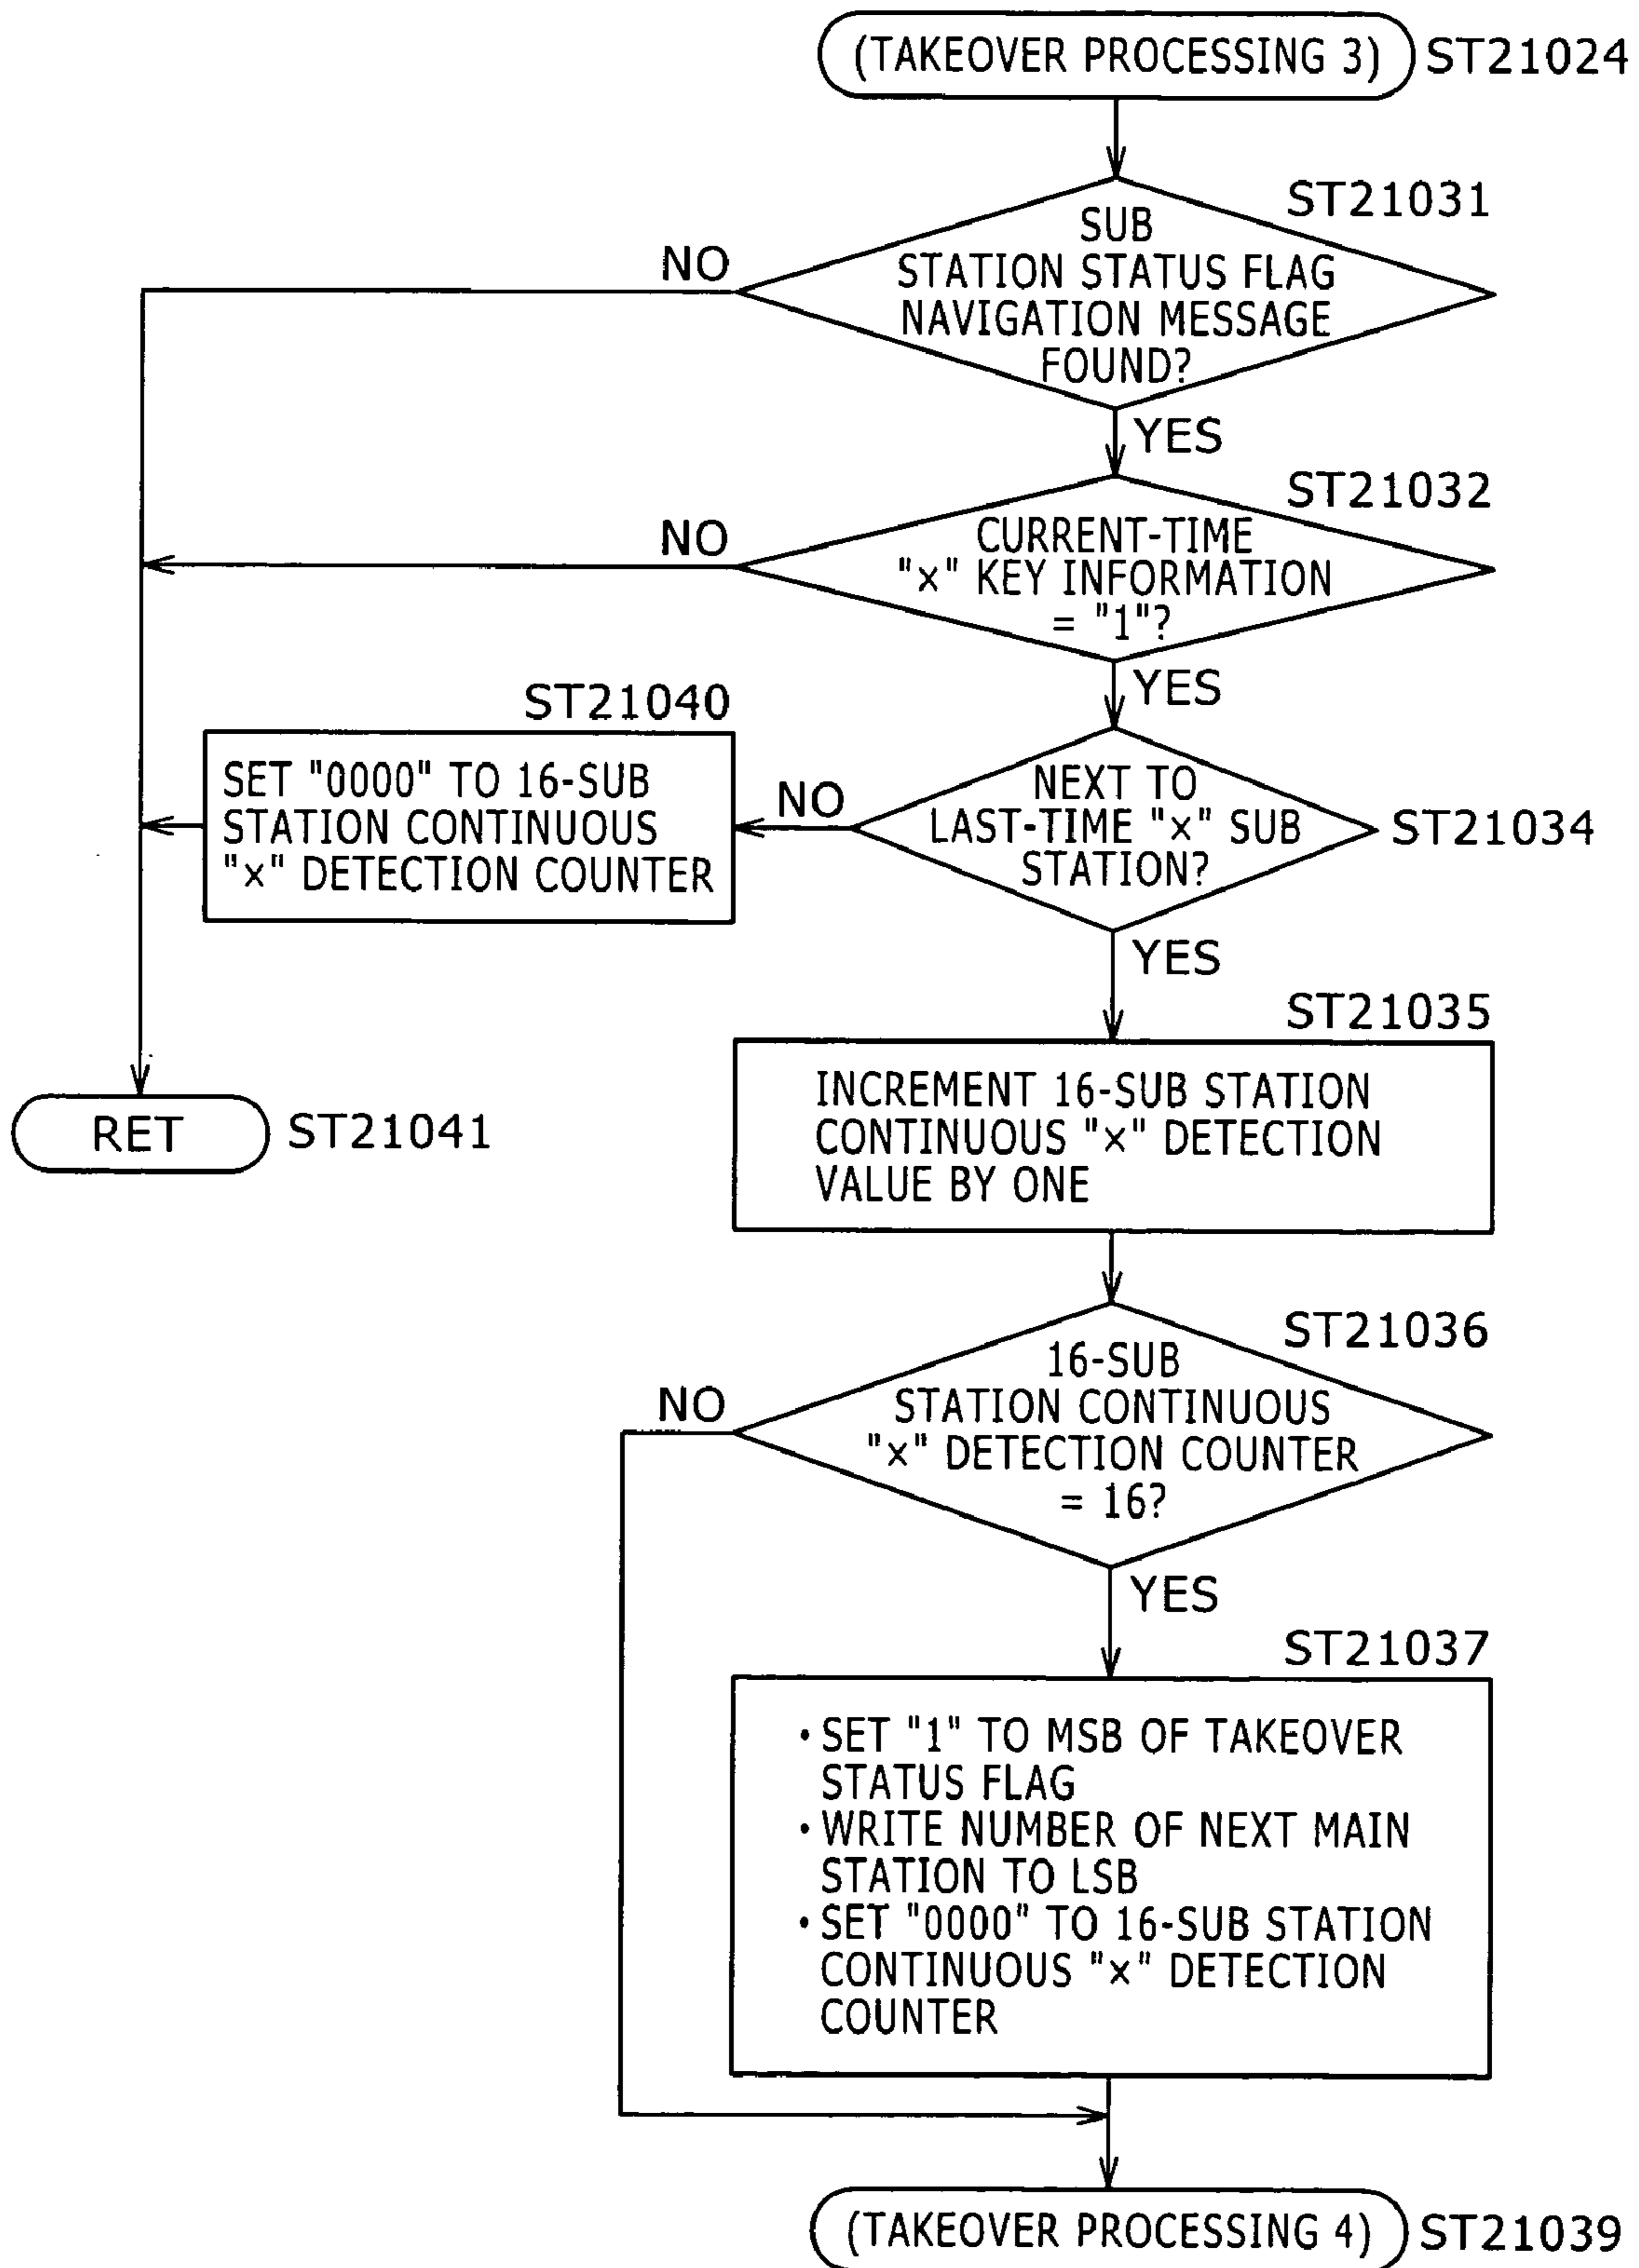 (TAKEOVER PROCESSING 3) ST21024
ST21031
SUB
STATION STATUS FLAG
NAVIGATION MESSAGE
FOUND?
NO
YES
ST21032
CURRENT-TIME
"×" KEY INFORMATION
= "1"?
NO
YES
ST21034
NEXT TO
LAST-TIME "×" SUB
STATION?
NO
ST21040
SET "0000" TO 16-SUB
STATION CONTINUOUS
"×" DETECTION COUNTER
YES
RET ST21041
ST21035
INCREMENT 16-SUB STATION
CONTINUOUS "×" DETECTION
VALUE BY ONE
ST21036
16-SUB
STATION CONTINUOUS
"×" DETECTION COUNTER
= 16?
NO
YES
ST21037
・SET "1" TO MSB OF TAKEOVER
STATUS FLAG
・WRITE NUMBER OF NEXT MAIN
STATION TO LSB
・SET "0000" TO 16-SUB STATION
CONTINUOUS "×" DETECTION
COUNTER
(TAKEOVER PROCESSING 4) ST21039